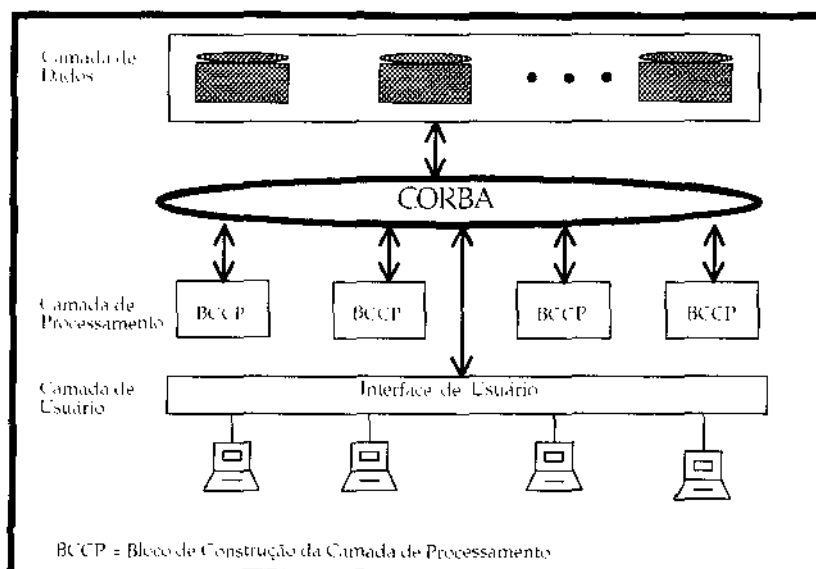 Camada de
Dados
CORBA
Camada de
Processamento
BCCP
BCCP
BCCP
BCCP
Camada de
Usuário
Interface de Usuário
BCCP = Bloco de Construção da Camada de Processamento